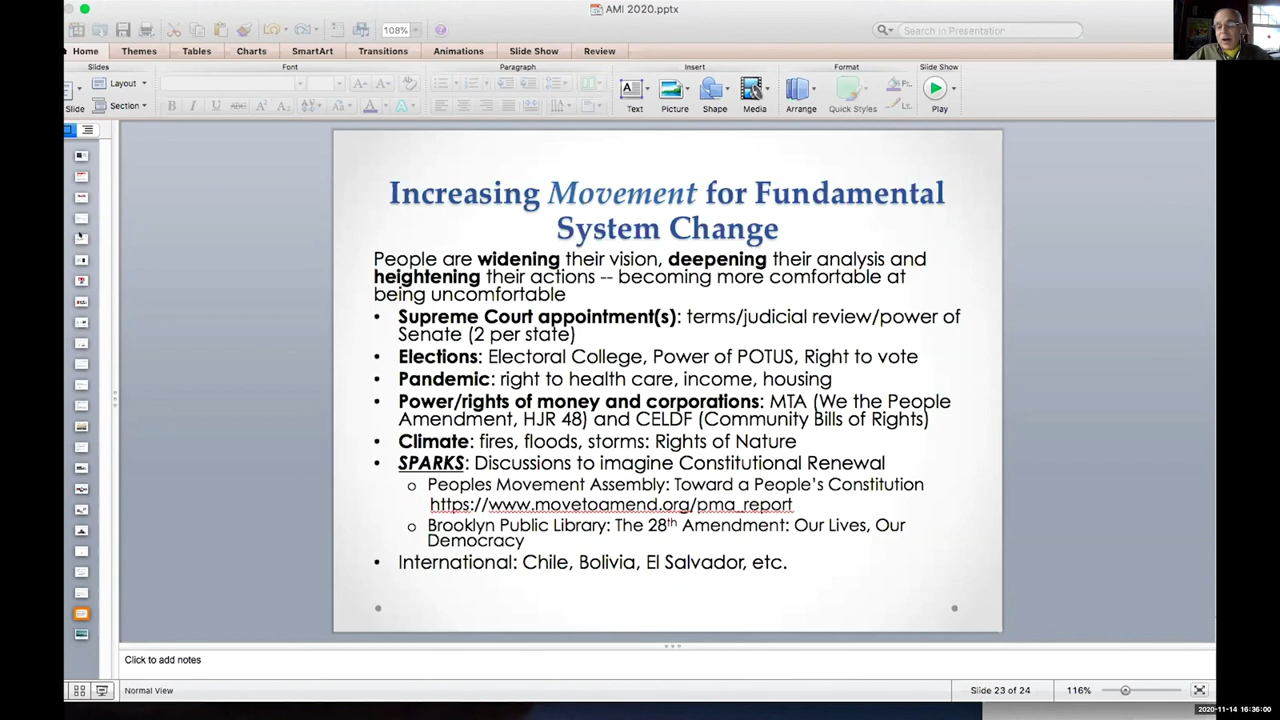 AMI 2020.pptx
108%
Search in Presentation
Home Themes Tables Charts SmartArt Transitions Animations Slide Show Review
Slides Font Paragraph Insert Format Slide Show
Layout
Section
Slide
Text Picture Shape Media Arrange Quick Styles Play
Increasing Movement for Fundamental
System Change
People are widening their vision, deepening their analysis and
heightening their actions -- becoming more comfortable at
being uncomfortable
• Supreme Court appointment(s): terms/judicial review/power of
Senate (2 per state)
• Elections: Electoral College, Power of POTUS, Right to vote
• Pandemic: right to health care, income, housing
• Power/rights of money and corporations: MTA (We the People
Amendment, HJR 48) and CELDF (Community Bills of Rights)
• Climate: fires, floods, storms: Rights of Nature
• SPARKS: Discussions to imagine Constitutional Renewal
o Peoples Movement Assembly: Toward a People's Constitution
https://www.movetoamend.org/pma_report
o Brooklyn Public Library: The 28th Amendment: Our Lives, Our
Democracy
• International: Chile, Bolivia, El Salvador, etc.
Click to add notes
Normal View Slide 23 of 24 116%
2020-11-14 16:36:00